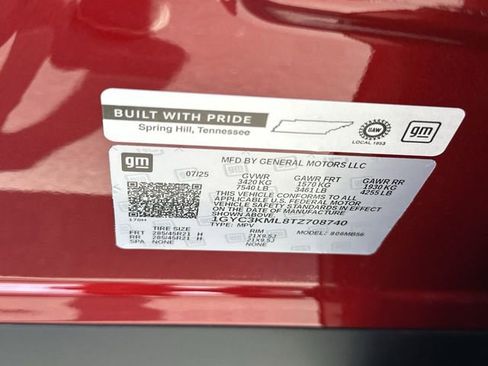 BUILT WITH PRIDE
Spring Hill, Tennessee
UAW
LOCAL 1853
gm
gm
MFD BY GENERAL MOTORS LLC
07/25 GVWR GAWR FRT GAWR RR
3420 KG 1570 KG 1930 KG
7540 LB 3461 LB 4255 LB
THIS VEHICLE CONFORMS TO ALL
APPLICABLE U.S. FEDERAL MOTOR
VEHICLE SAFETY STANDARDS IN EFFECT
ON THE DATE OF MANUFACTURE
SHOWN ABOVE.
1GYC3KML8TZ708740
TYPE: MPV MODEL:
TIRE SIZE RIM
FRT 285/45R21 H 21X9.5J
RR 285/45R21 H 21X9.5J
SPA NONE NONE